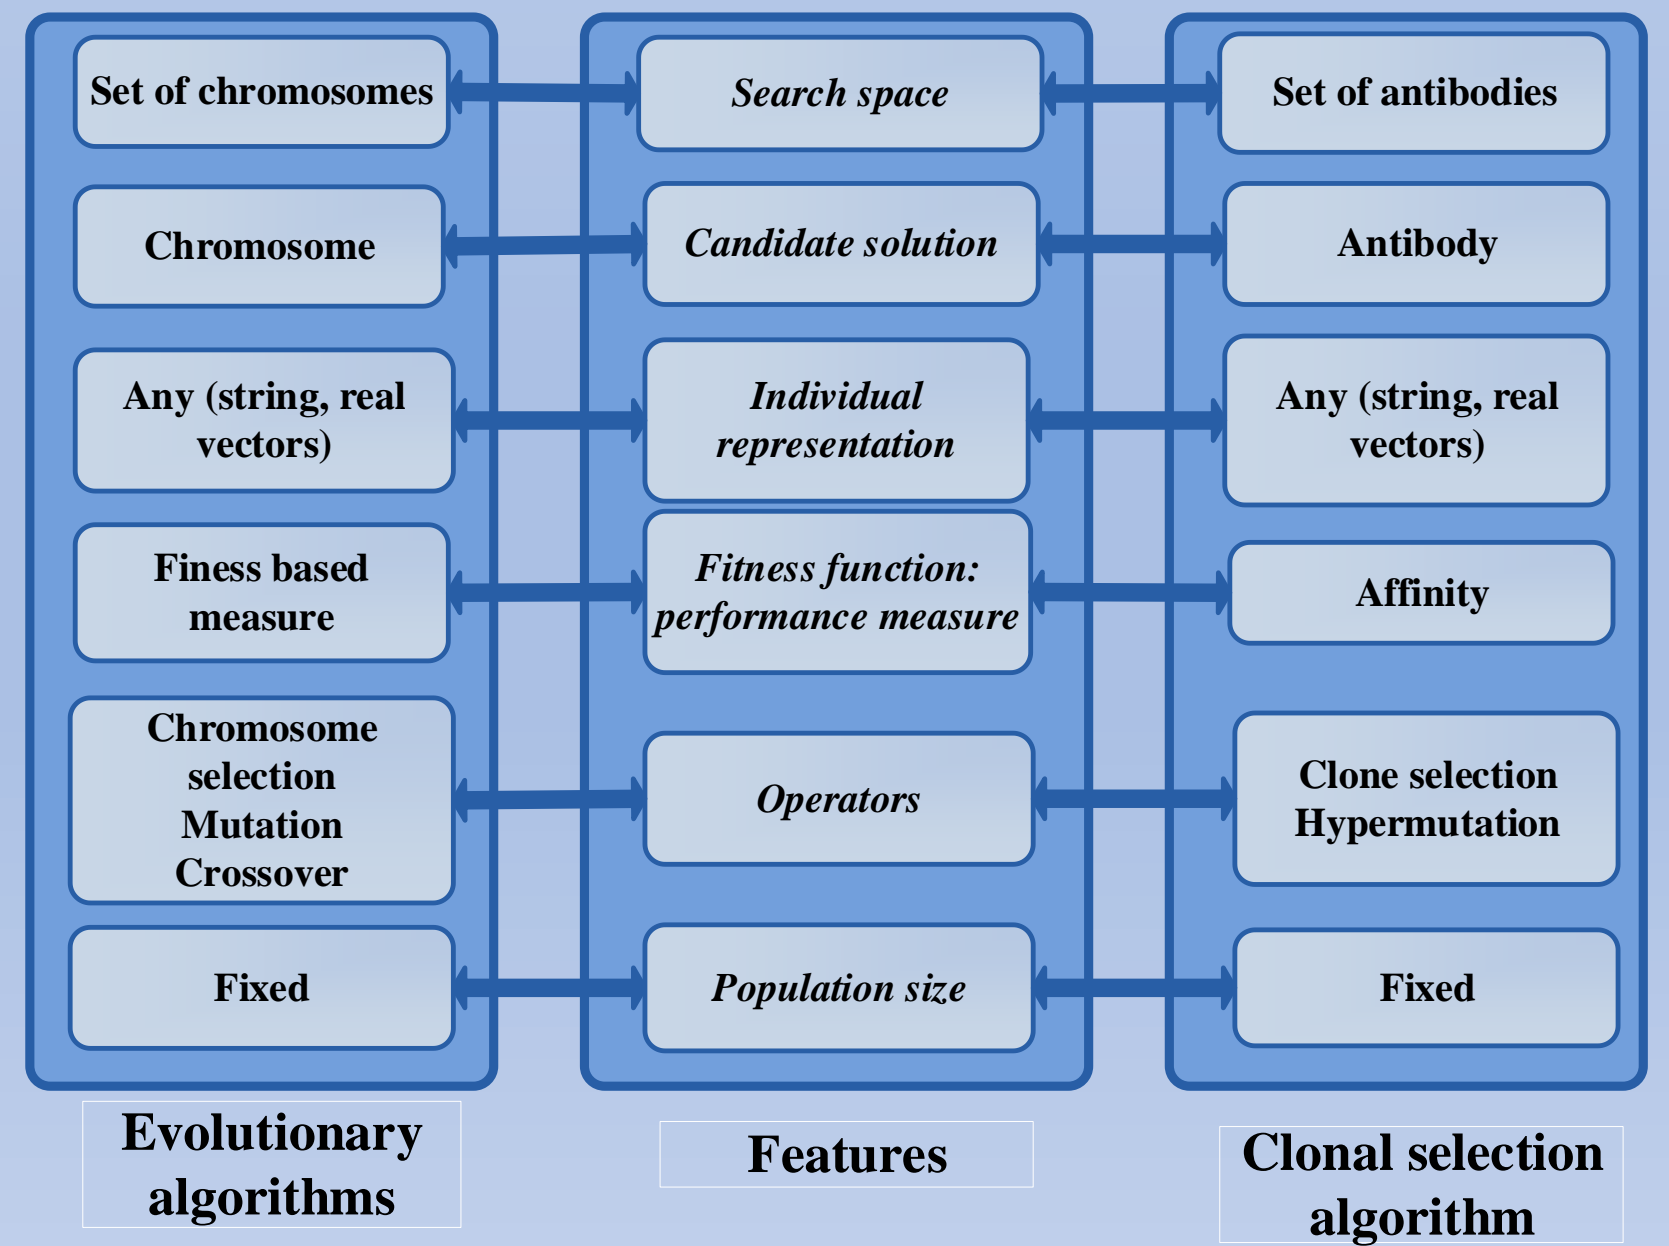 Set of chromosomes
Search space
Set of antibodies
Chromosome
Candidate solution
Antibody
Any (string, real
vectors)
Individual
representation
Any (string, real
vectors)
Finess based
measure
Fitness function:
performance measure
Affinity
Chromosome
selection
Mutation
Crossover
Operators
Clone selection
Hypermutation
Fixed
Population size
Fixed
Evolutionary
algorithms
Features
Clonal selection
algorithm